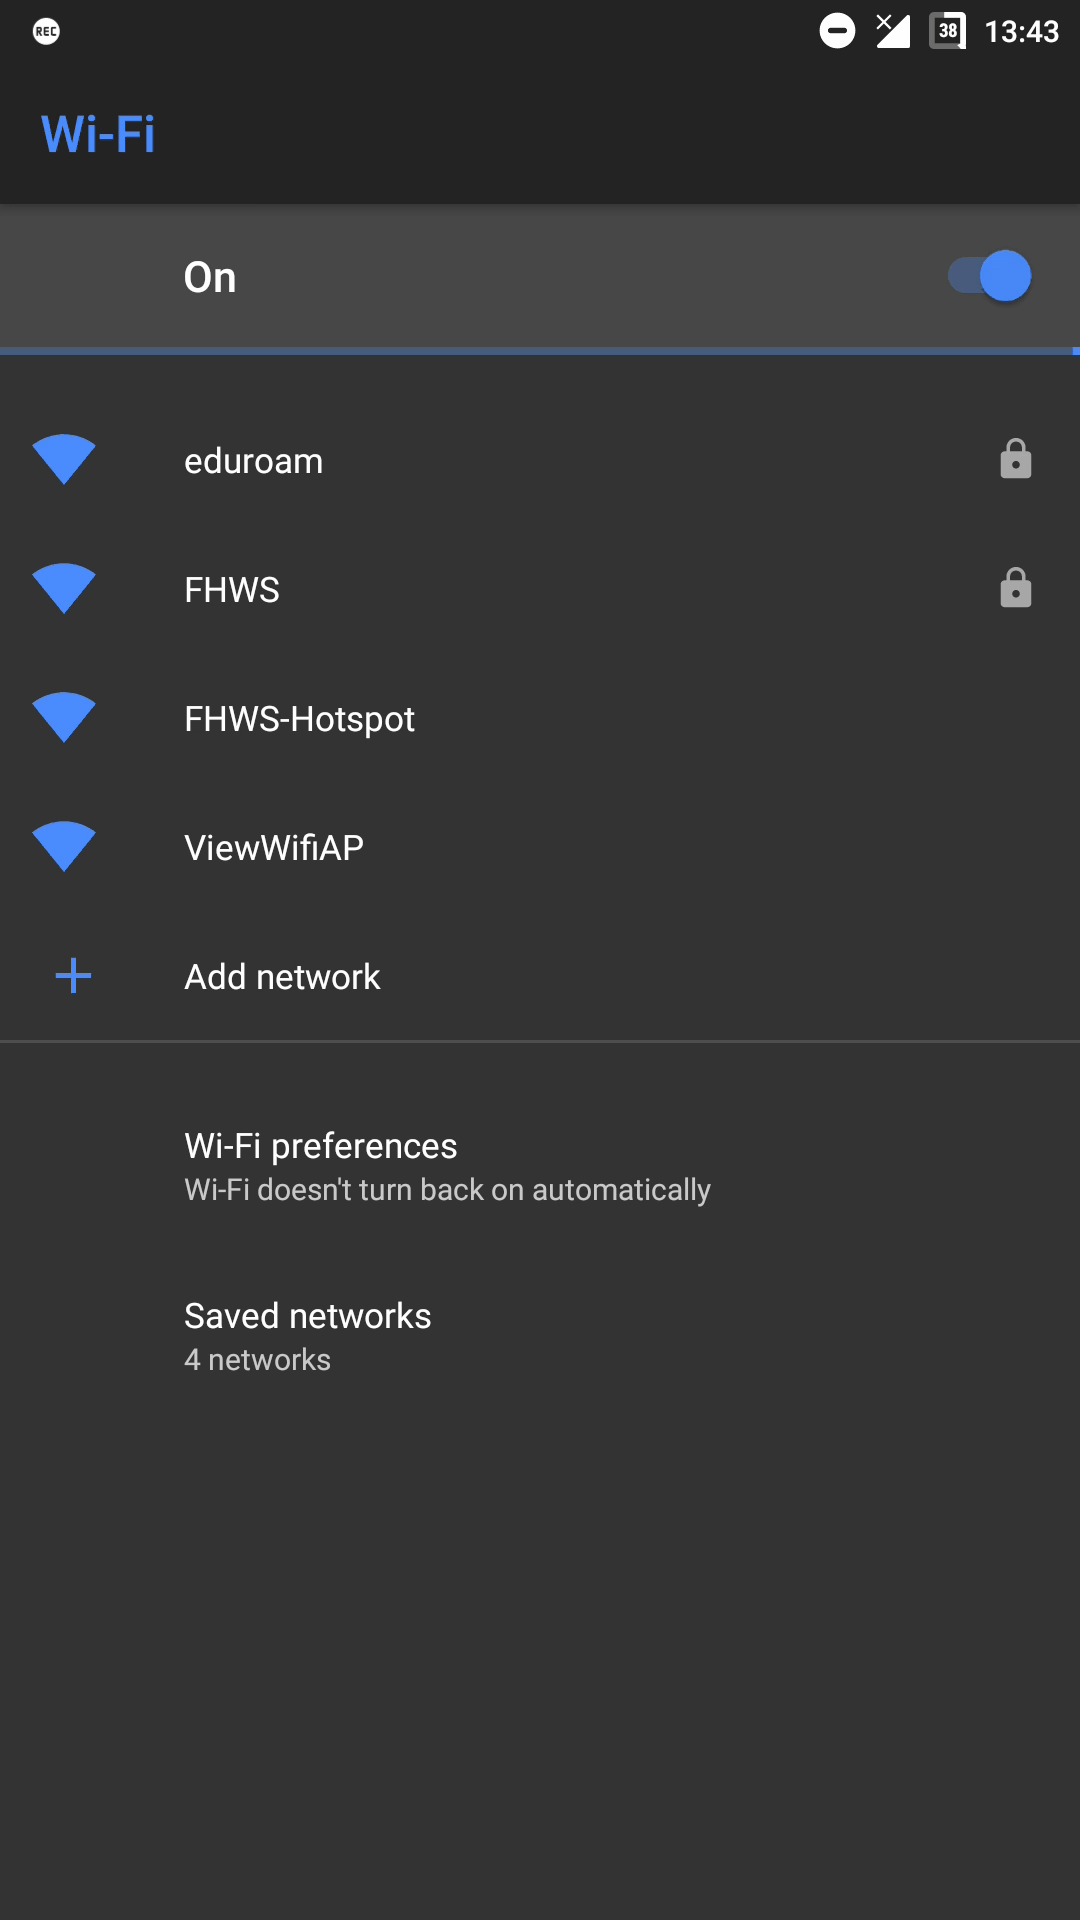 REC 38 13:43
Wi-Fi
On
eduroam
FHWS
FHWS-Hotspot
ViewWifiAP
Add network
Wi-Fi preferences
Wi-Fi doesn't turn back on automatically
Saved networks
4 networks